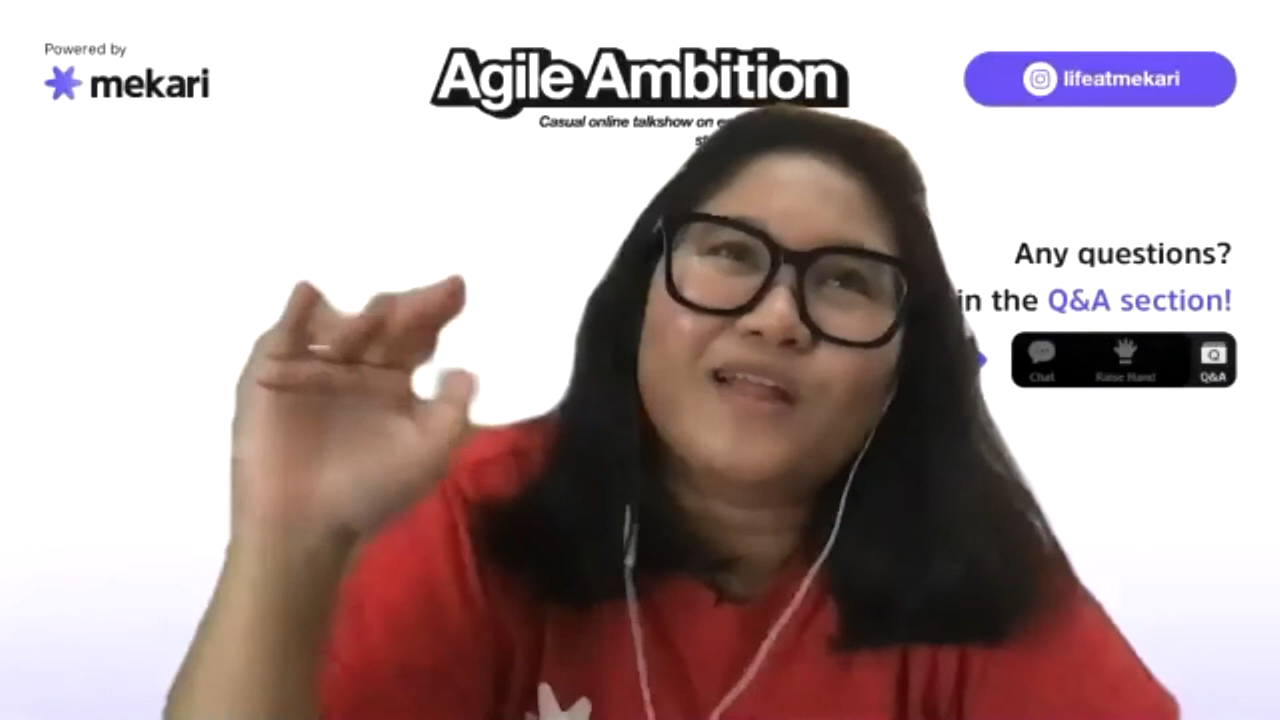 Powered by
mekari
Agile Ambition
lifeatmekari
Casual online talkshow on
Any questions?
in the Q&A section!
Chat
Raise Hand
Q&A